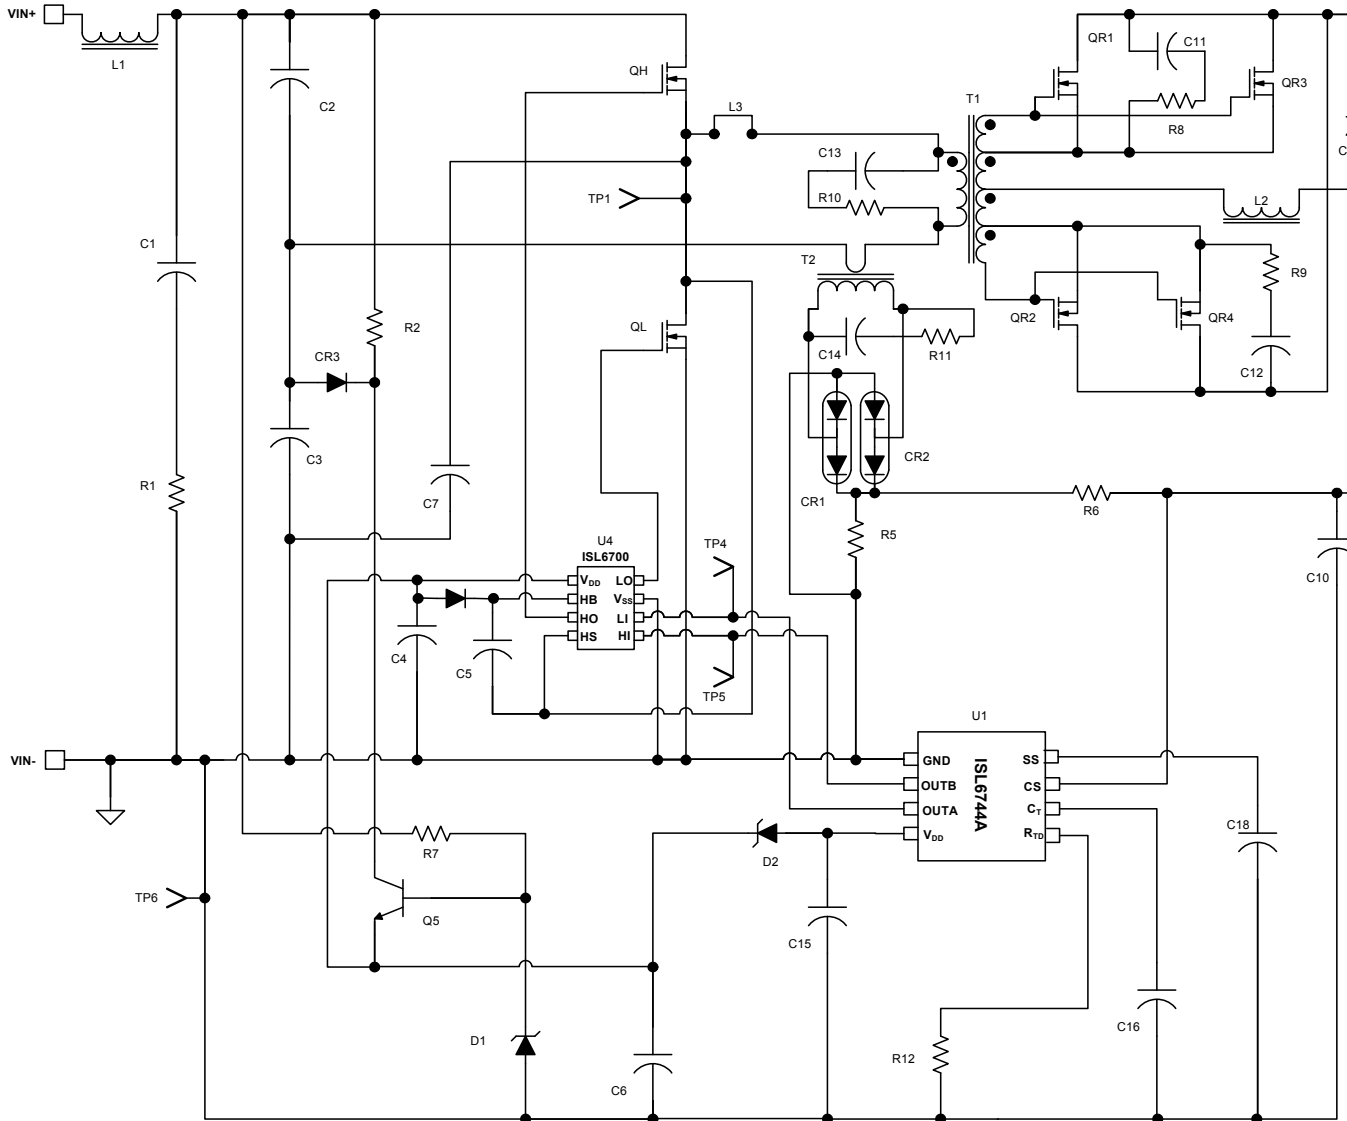 VIN+
L1
C2
QH
L3
T1
QR1
C11
QR3
R8
C
C13
R10
TP1
C1
T2
L2
R9
R2
QL
QR2
QR4
CR3
C14
R11
C12
C3
CR2
R1
C7
CR1
R6
R5
U4
ISL6700
TP4
C10
VDD
LO
HB
VSS
HO
LI
HS
HI
C4
C5
TP5
U1
VIN-
GND
SS
OUTB
CS
OUTA
CT
VDD
RTD
ISL6744A
R7
D2
C18
TP6
Q5
C15
D1
C16
R12
C6